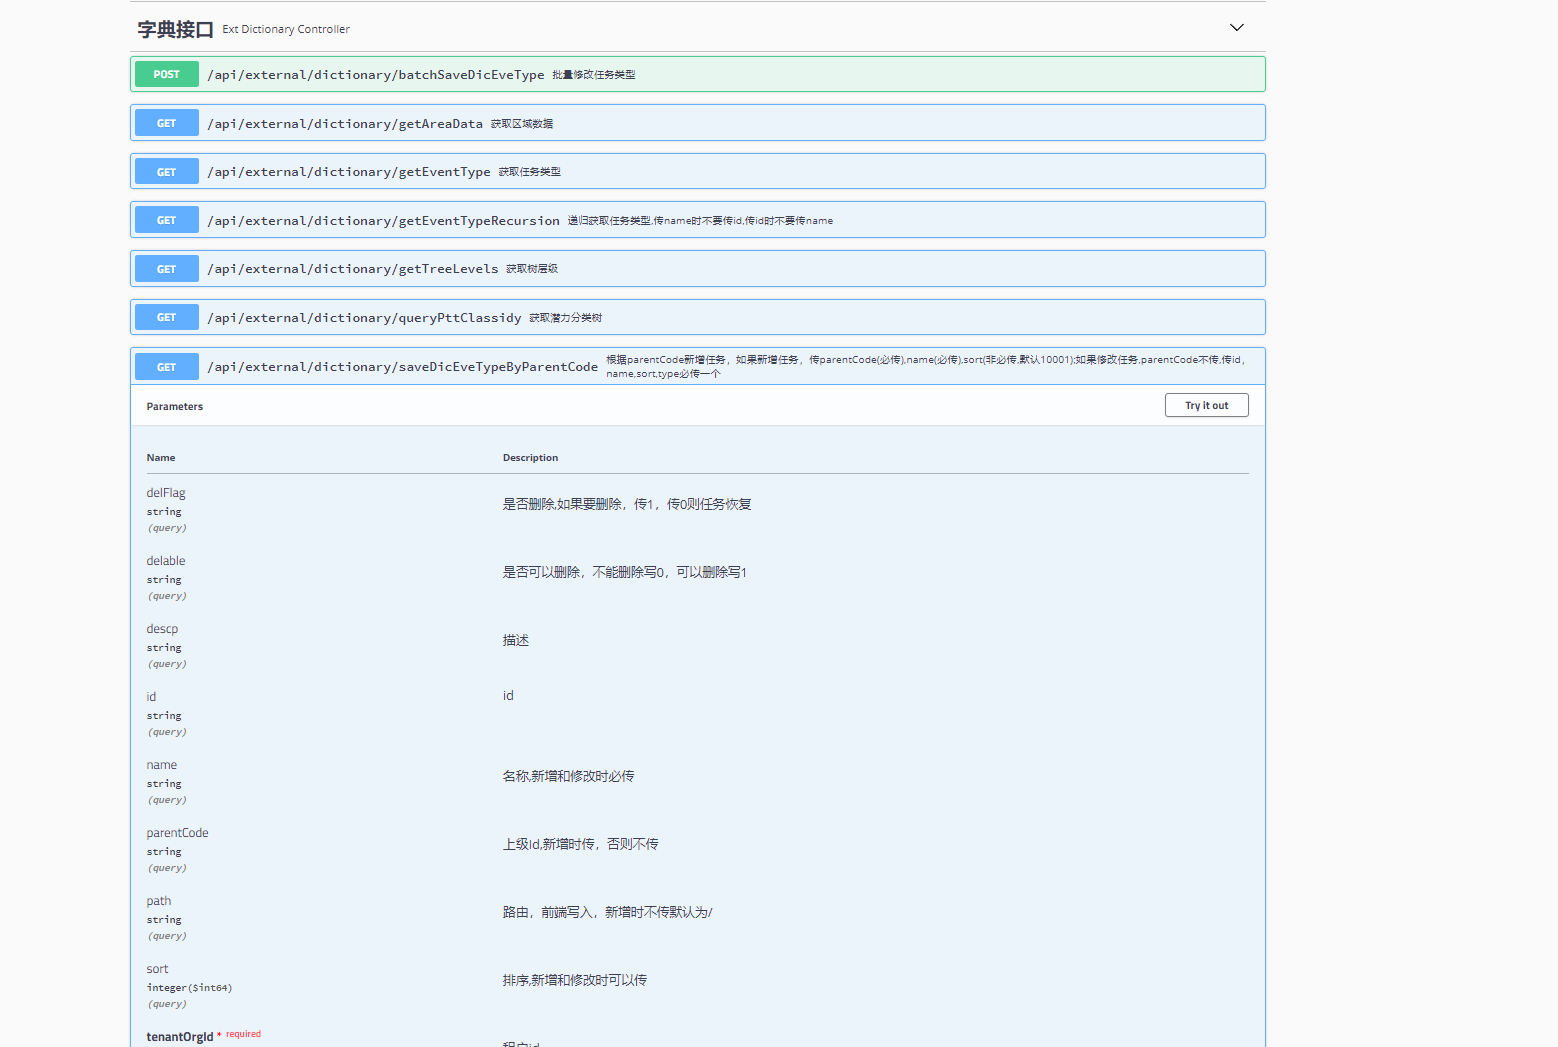 字典接口 Ext Dictionary Controller
POST /api/external/dictionary/batchSaveDicEveType 批量修改任务类型
GET /api/external/dictionary/getAreaData 获取区域数据
GET /api/external/dictionary/getEventType 获取任务类型
GET /api/external/dictionary/getEventTypeRecursion 递归获取任务类型,传name时不要传id,传id时不要传name
GET /api/external/dictionary/getTreeLevels 获取树层级
GET /api/external/dictionary/queryPttClassidy 获取潜力分类树
GET /api/external/dictionary/saveDicEveTypeByParentCode 根据parentCode新增任务，如果新增任务，传parentCode(必传),name(必传),sort(非必传,默认10001);如果修改任务,parentCode不传,传id,
name,sort,type必传一个
Parameters Try it out
Name Description
delFlag
string
(query)
是否删除,如果要删除，传1，传0则任务恢复
delable
string
(query)
是否可以删除，不能删除写0，可以删除写1
descp
string
(query)
描述
id
string
(query)
id
name
string
(query)
名称,新增和修改时必传
parentCode
string
(query)
上级id,新增时传，否则不传
path
string
(query)
路由，前端写入，新增时不传默认为/
sort
integer($int64)
(query)
排序,新增和修改时可以传
tenantOrgId * required